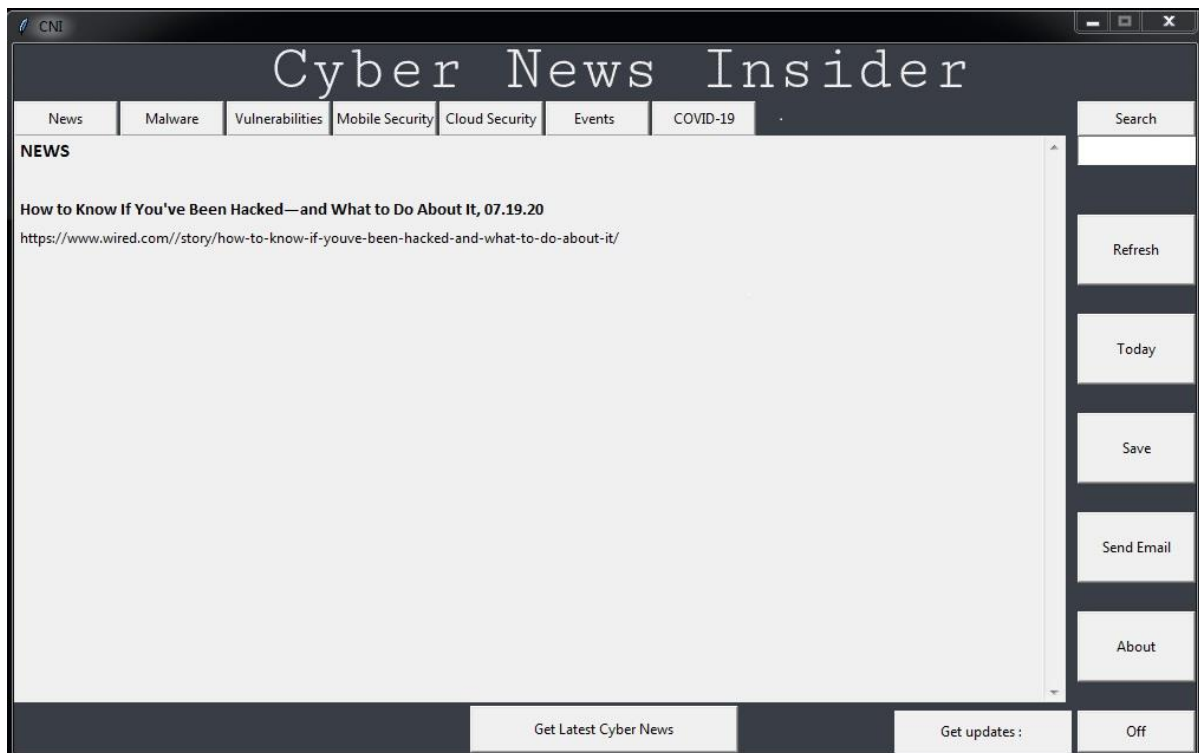 CNI
Cyber News Insider
News Malware Vulnerabilities Mobile Security Cloud Security Events COVID-19 Search
NEWS
How to Know If You've Been Hacked—and What to Do About It, 07.19.20
https://www.wired.com//story/how-to-know-if-youve-been-hacked-and-what-to-do-about-it/
Refresh
Today
Save
Send Email
About
Get Latest Cyber News Get updates : Off